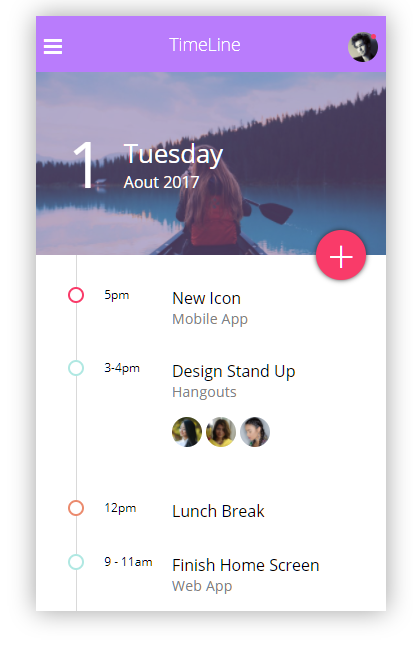 TimeLine
1
Tuesday
Aout 2017
5pm
New Icon
Mobile App
3-4pm
Design Stand Up
Hangouts
12pm
Lunch Break
9 - 11am
Finish Home Screen
Web App